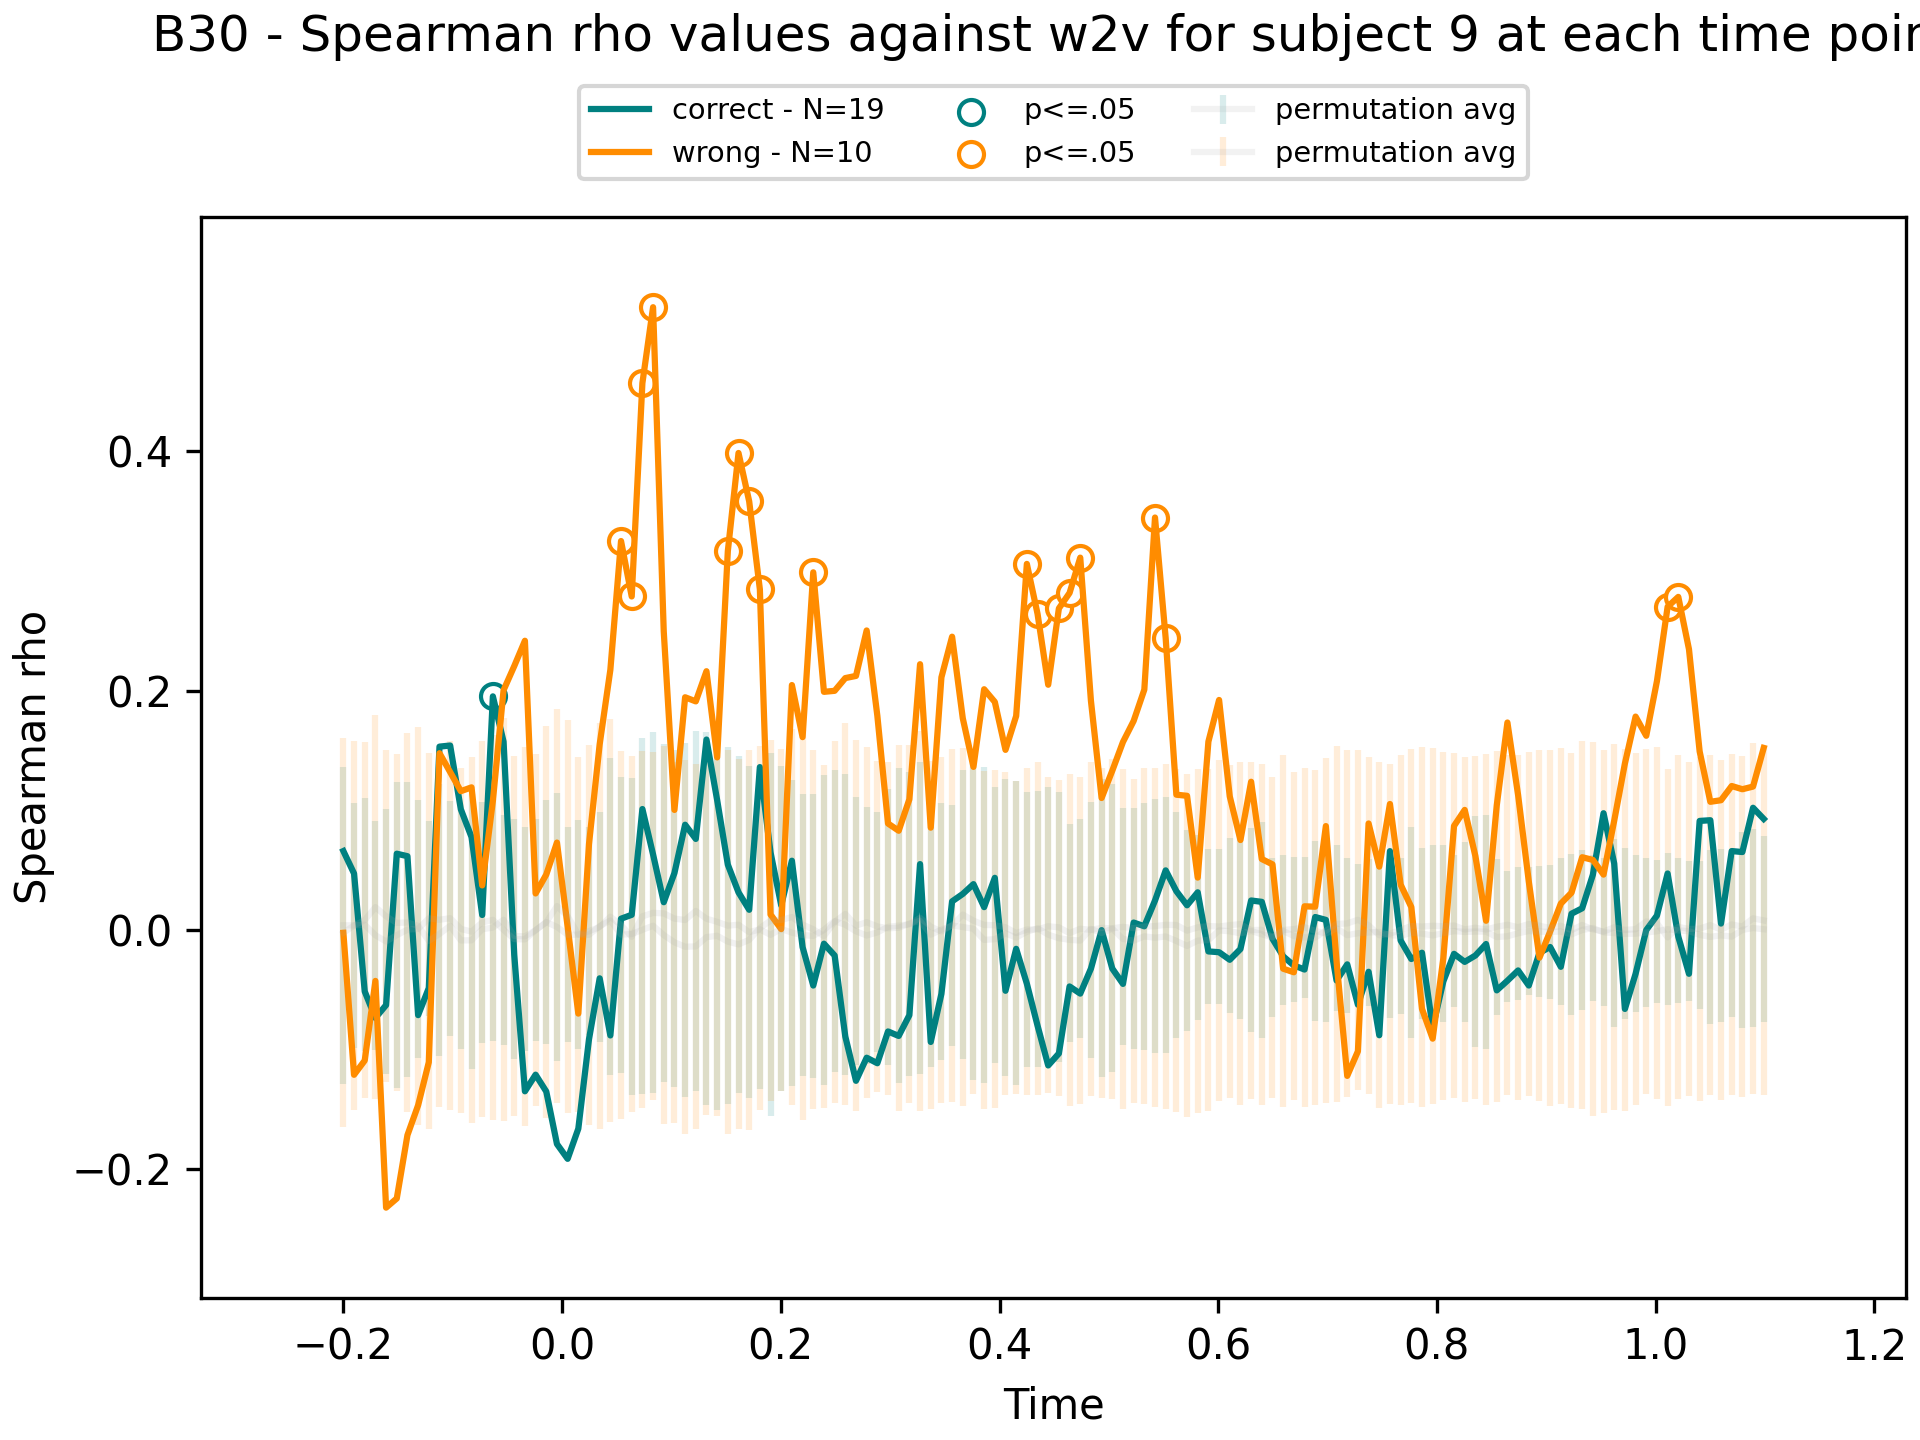 B30 - Spearman rho values against w2v for subject 9 at each time
correct - N=19
wrong - N=10
p<=.05
p<=.05
permutation avg
permutation avg
Spearman rho
0.4
0.2
0.0
−0.2
−0.2
0.0
0.2
0.4
0.6
0.8
1.0
1.2
Time